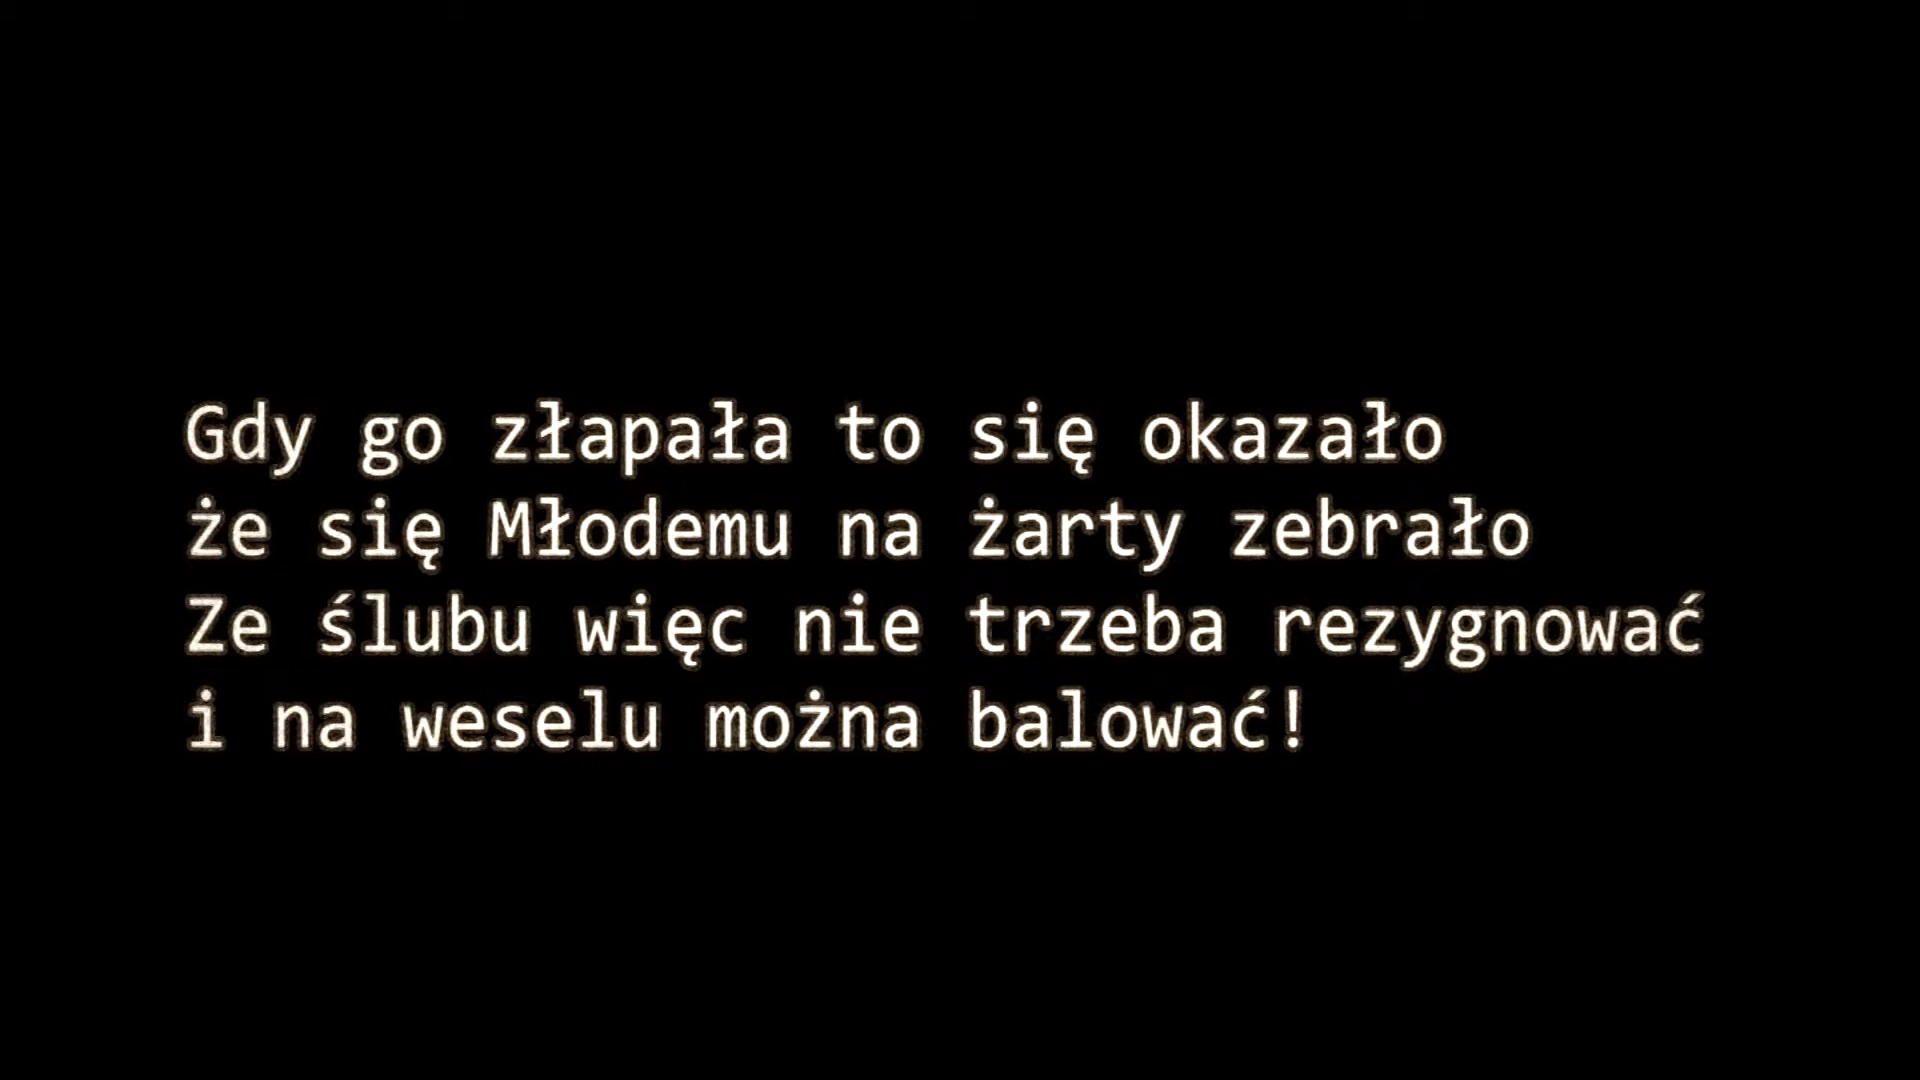 Gdy go złapała to się okazało
że się Młodemu na żarty zebrało
Ze ślubu więc nie trzeba rezygnować
i na weselu można balować!